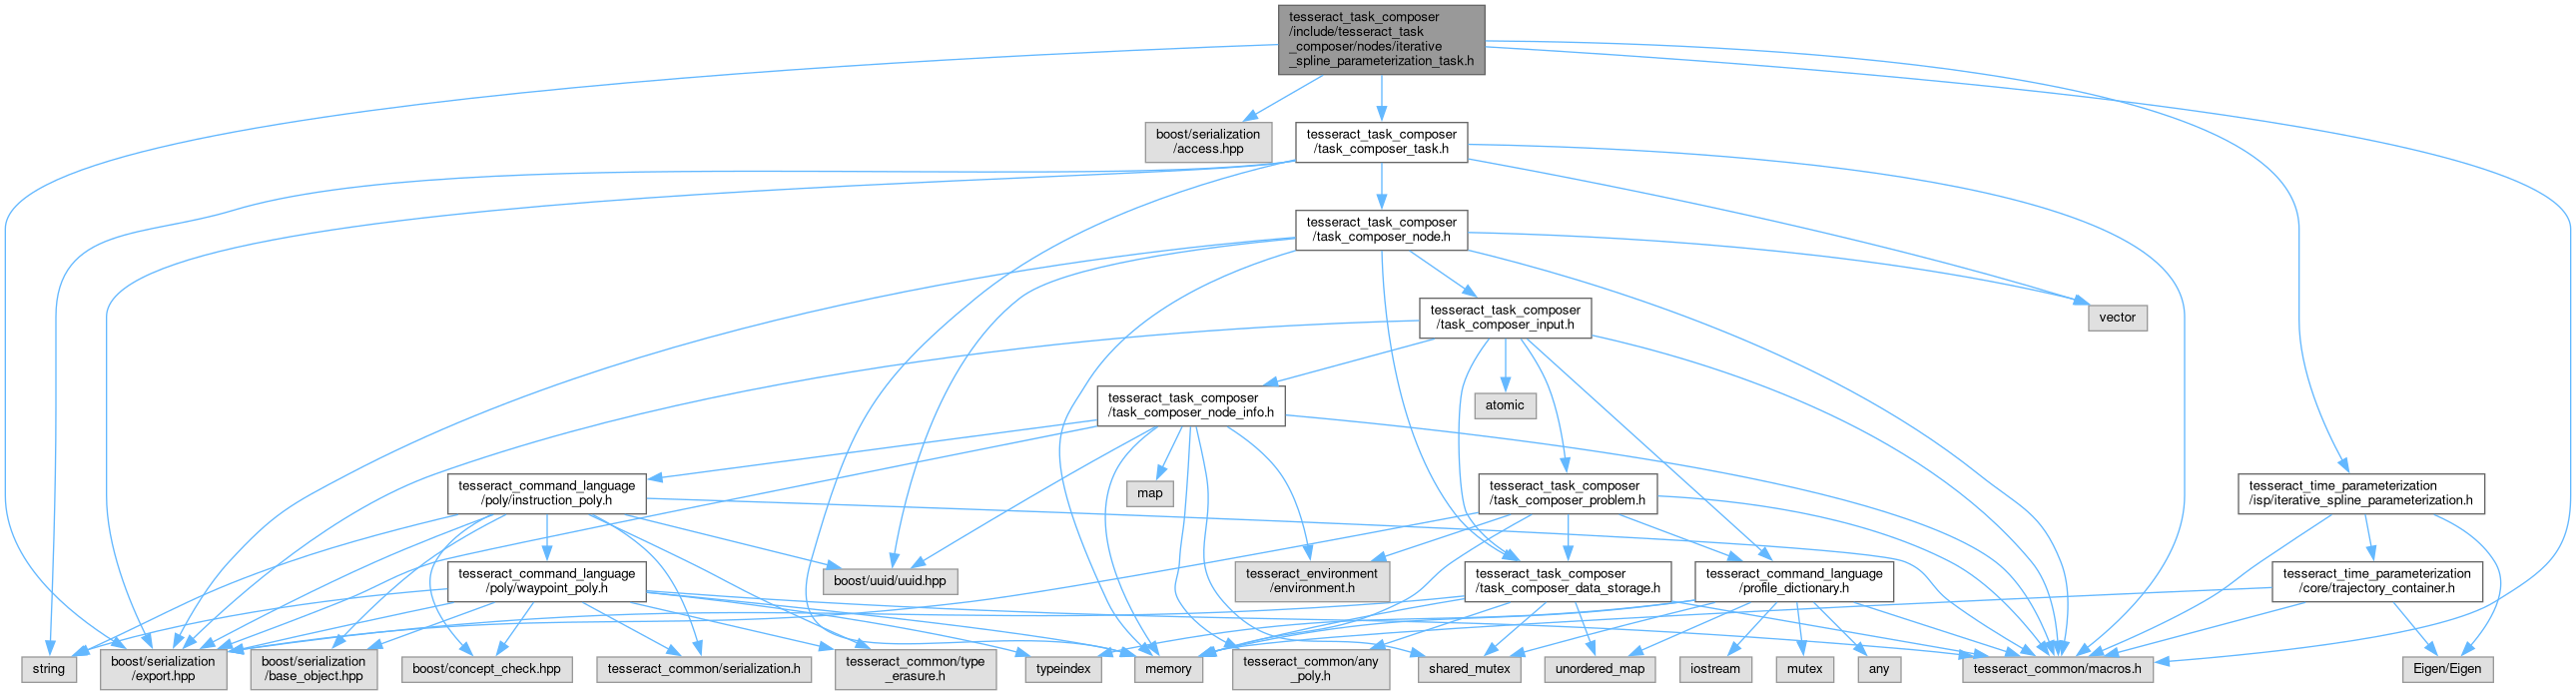 tesseract_task_composer
/include/tesseract_task
_composer/nodes/iterative
_spline_parameterization_task.h
boost/serialization
/access.hpp
tesseract_task_composer
/task_composer_task.h
tesseract_task_composer
/task_composer_node.h
tesseract_task_composer
/task_composer_input.h
vector
tesseract_task_composer
/task_composer_node_info.h
atomic
tesseract_command_language
/poly/instruction_poly.h
map
tesseract_task_composer
/task_composer_problem.h
tesseract_time_parameterization
/isp/iterative_spline_parameterization.h
tesseract_command_language
/poly/waypoint_poly.h
boost/uuid/uuid.hpp
tesseract_environment
/environment.h
tesseract_task_composer
/task_composer_data_storage.h
tesseract_command_language
/profile_dictionary.h
tesseract_time_parameterization
/core/trajectory_container.h
string
boost/serialization
/export.hpp
boost/serialization
/base_object.hpp
boost/concept_check.hpp
tesseract_common/serialization.h
tesseract_common/type
_erasure.h
typeindex
memory
tesseract_common/any
_poly.h
shared_mutex
unordered_map
iostream
mutex
any
tesseract_common/macros.h
Eigen/Eigen